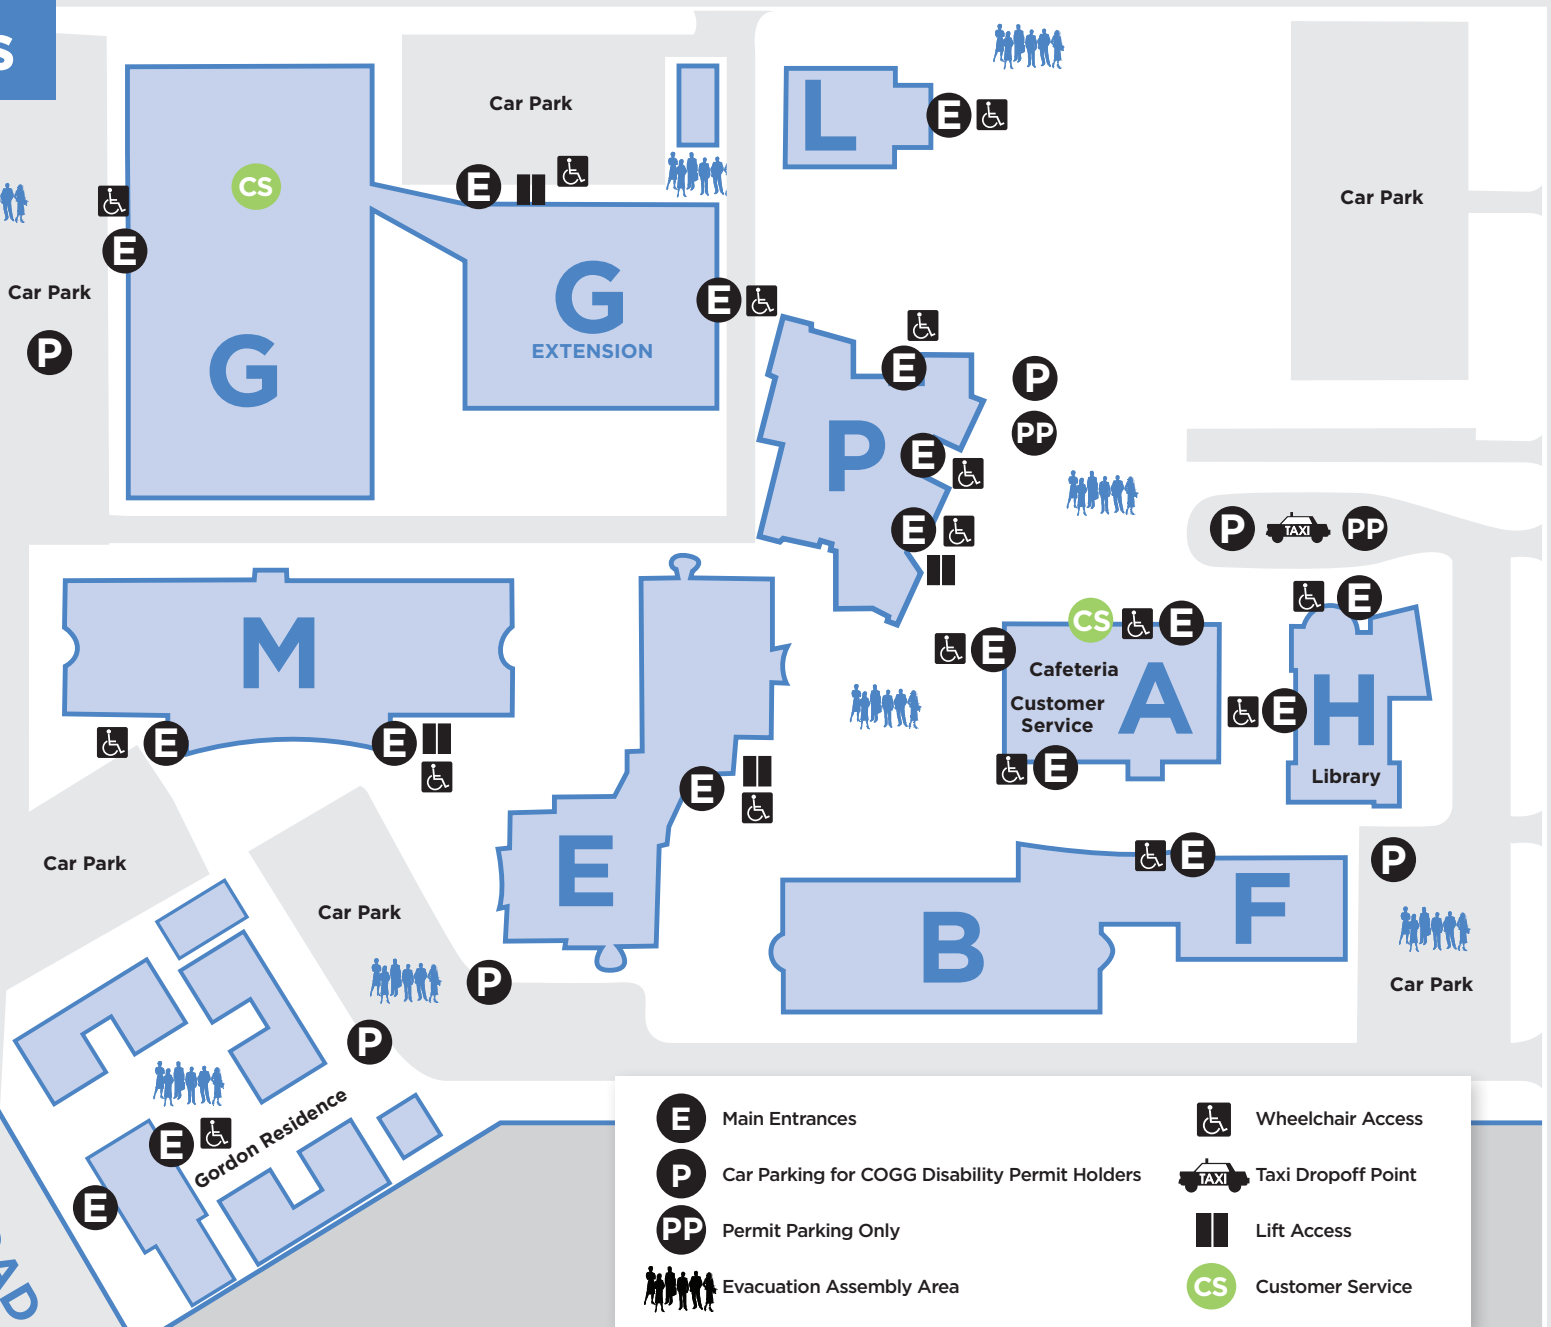 S
Car Park
L
E
CS
E
Car Park
E
Car Park
P
G
G
EXTENSION
E
E
P
P
PP
E
E
P
TAXI
PP
M
E
E
CS
E
E
Cafeteria
Customer
Service
A
E
E
E
H
Library
E
E
Car Park
Car Park
P
P
B
E
F
P
Car Park
Gordon Residence
E
E
AD
E Main Entrances
P Car Parking for COGG Disability Permit Holders
PP Permit Parking Only
Evacuation Assembly Area
Wheelchair Access
TAXI Taxi Dropoff Point
Lift Access
CS Customer Service